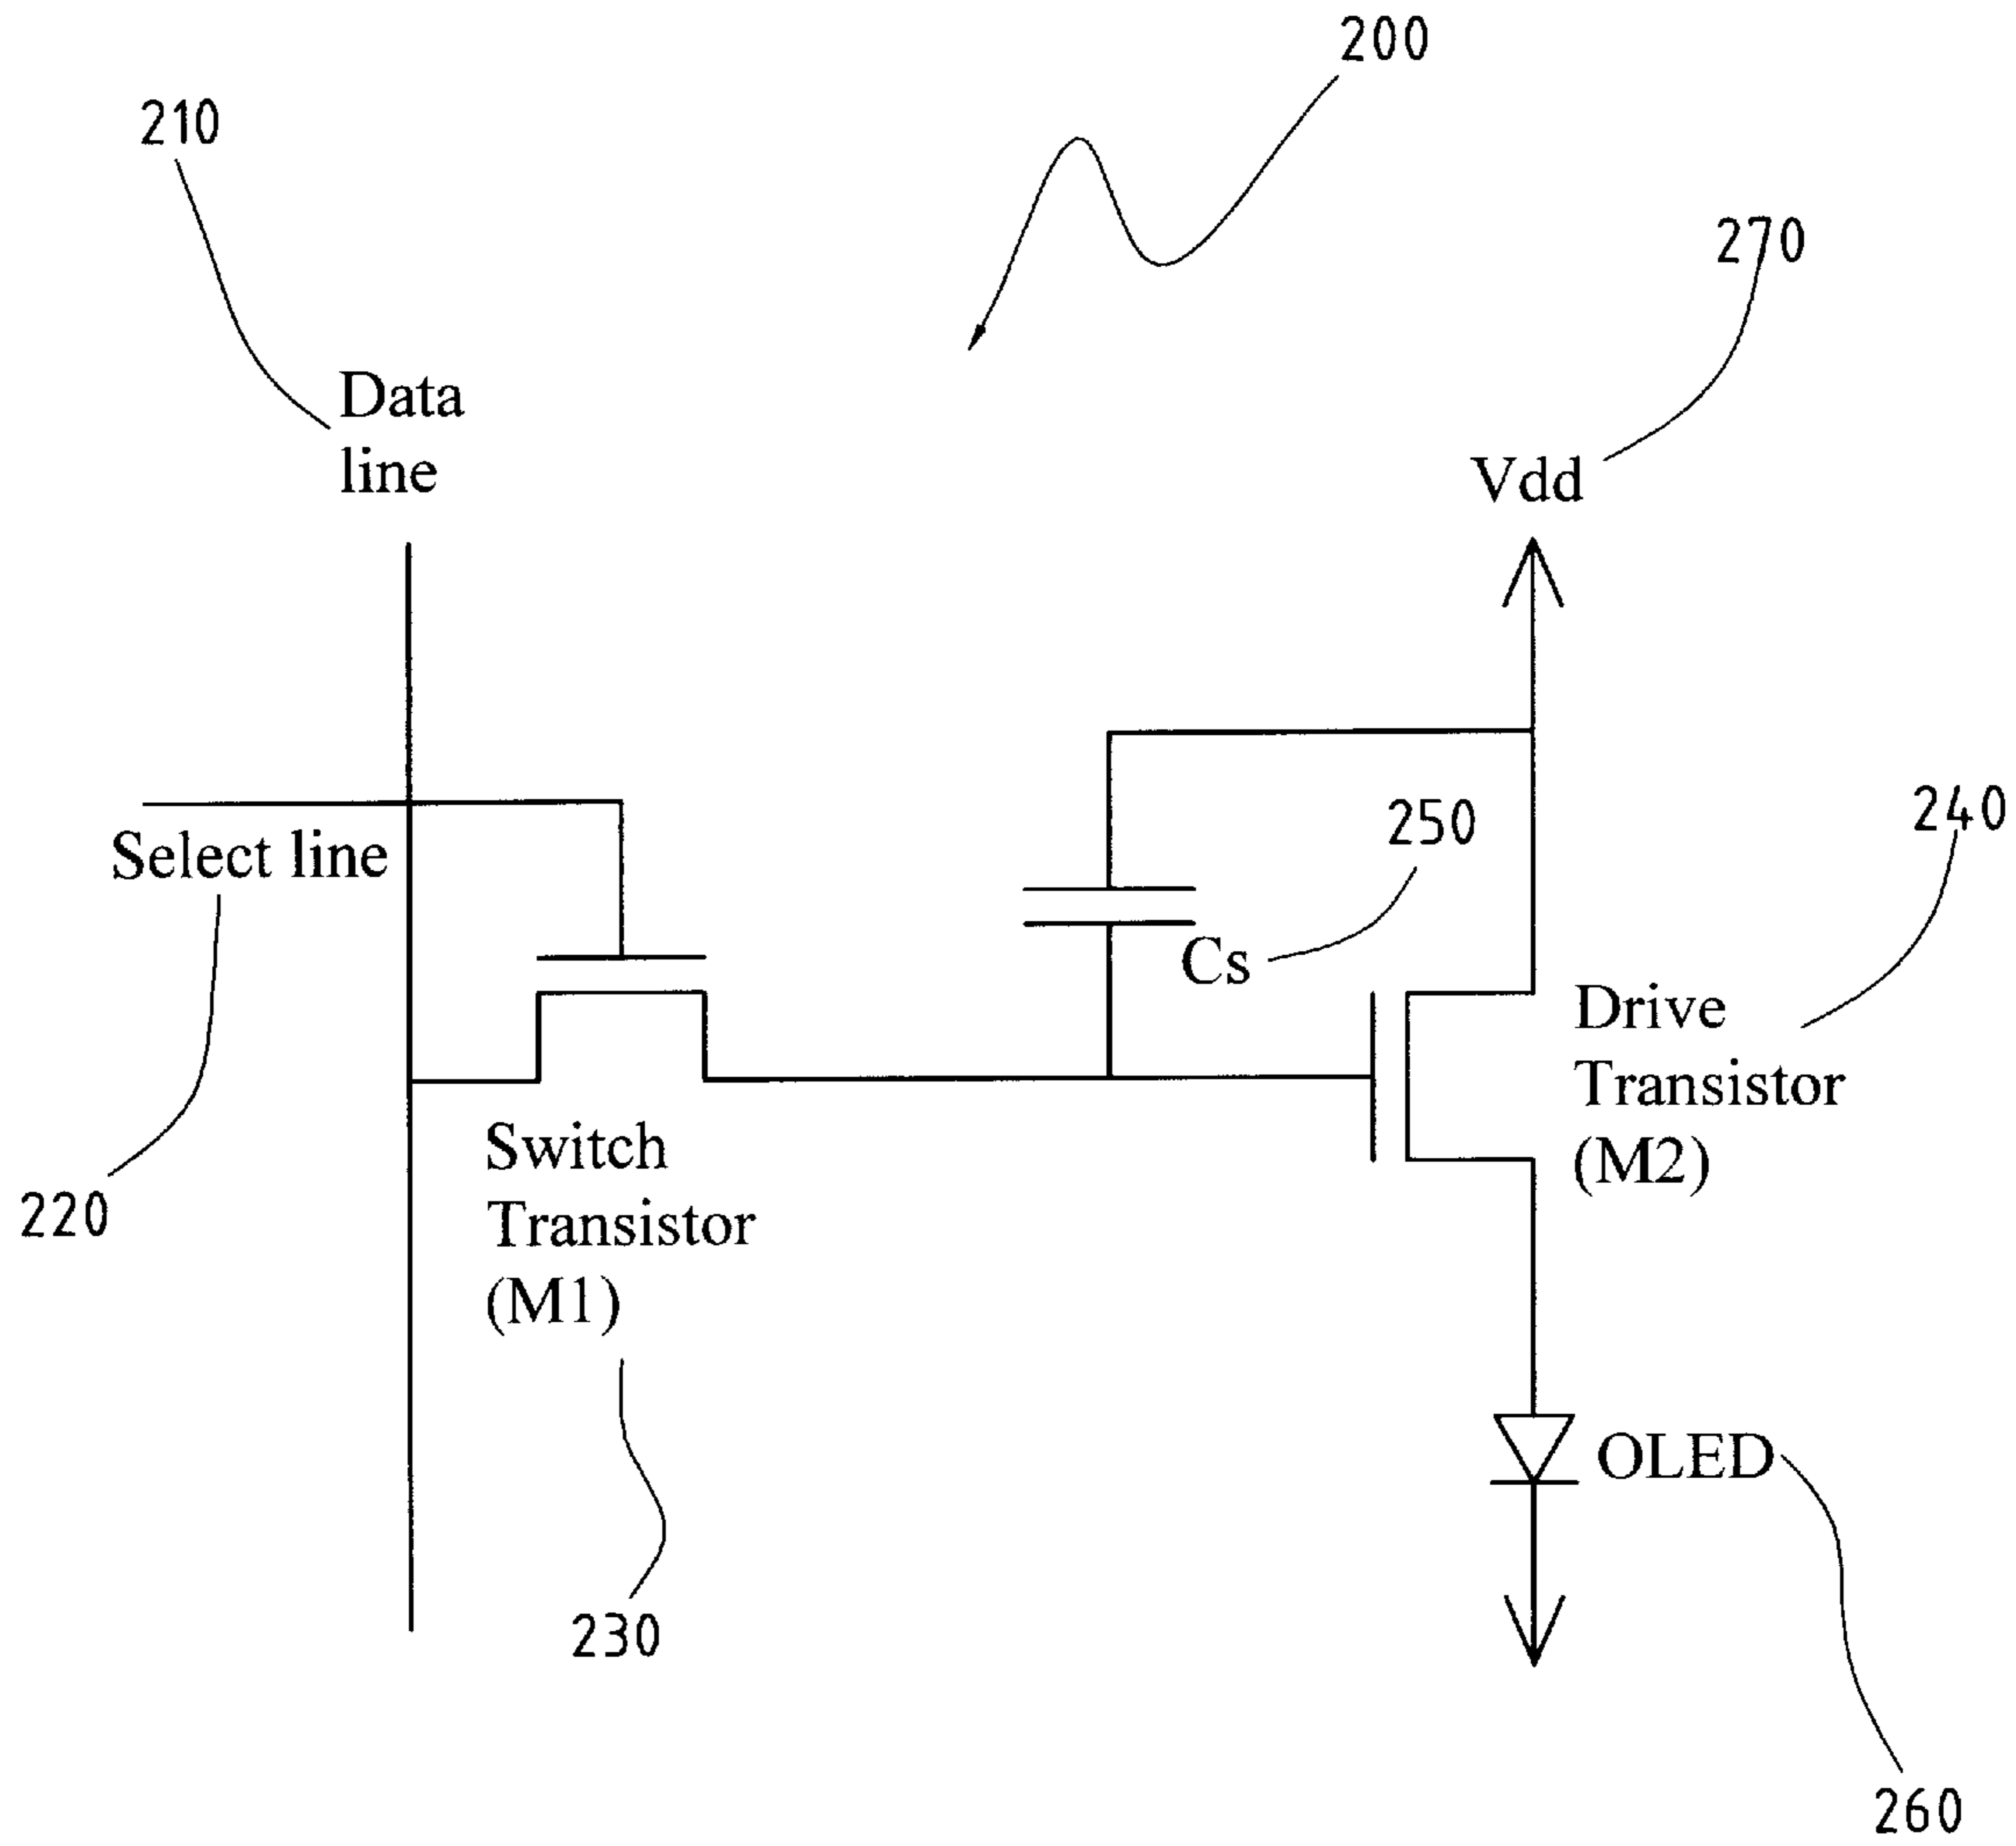 200
210
270
Data
line
Vdd
240
250
Select line
Cs
Drive
Transistor
(M2)
Switch
Transistor
(M1)
220
OLED
230
260